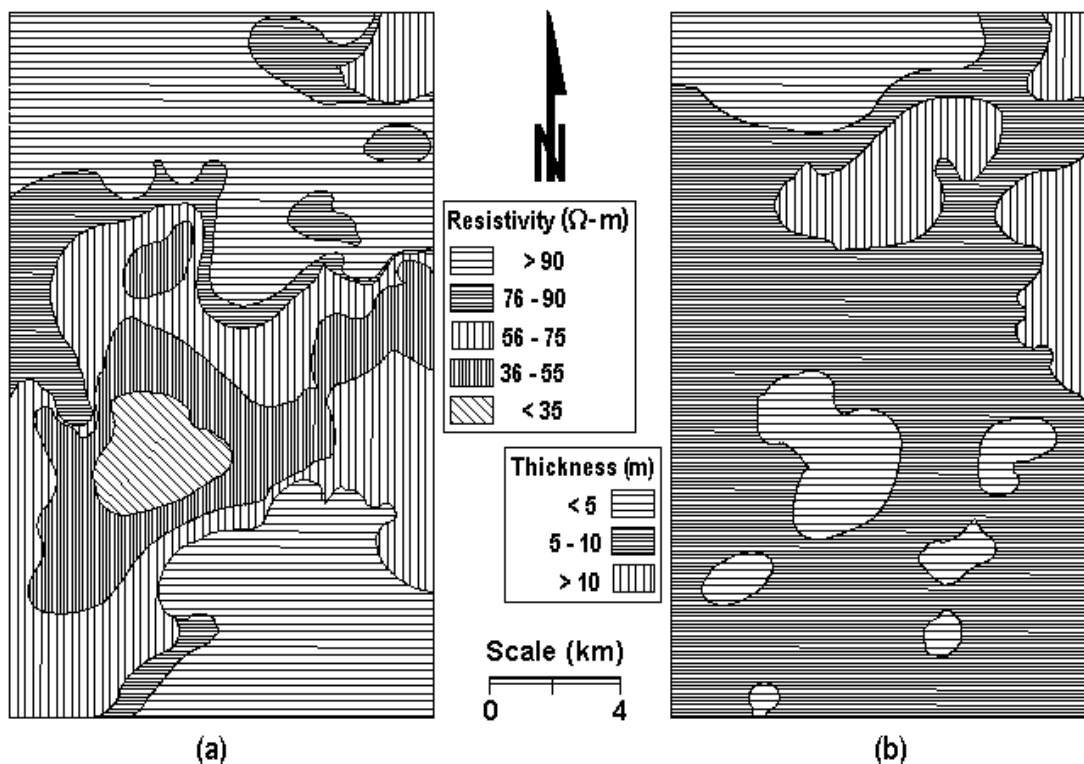 N
Resistivity (Ω-m)
> 90
76 - 90
56 - 75
36 - 55
< 35
Thickness (m)
< 5
5 - 10
> 10
Scale (km)
0 4
(a) (b)